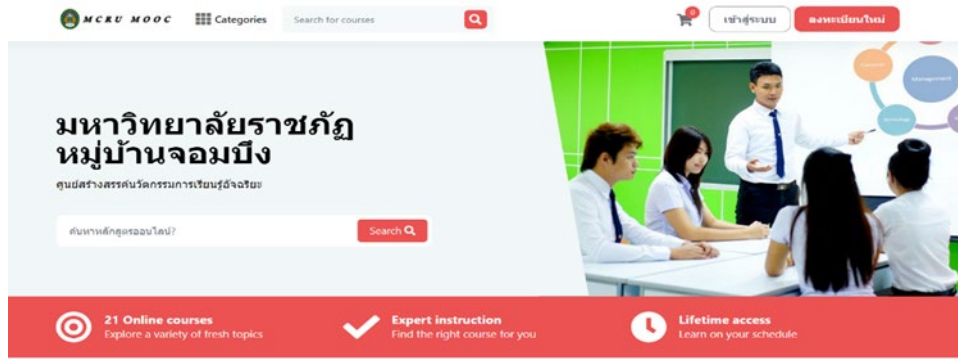 MCRU MOOC
Categories
Search for courses
0
เข้าสู่ระบบ
ลงทะเบียนใหม่
มหาวิทยาลัยราชภัฏ
หมู่บ้านจอมบึง
ศูนย์สร้างสรรค์นวัตกรรมการเรียนรู้อัจฉริยะ
ค้นหาหลักสูตรออนไลน์?
Search
Management
21 Online courses
Explore a variety of fresh topics
Expert instruction
Find the right course for you
Lifetime access
Learn on your schedule